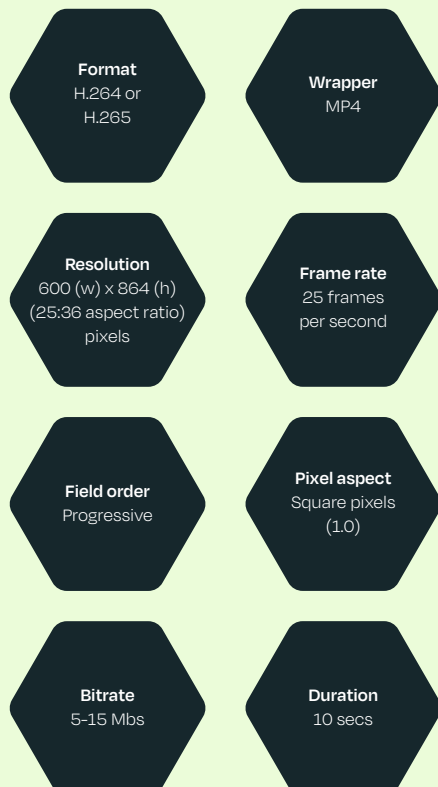 Format
H.264 or
H.265
Wrapper
MP4
Resolution
600 (w) x 864 (h)
(25:36 aspect ratio)
pixels
Frame rate
25 frames
per second
Field order
Progressive
Pixel aspect
Square pixels
(1.0)
Bitrate
5-15 Mbs
Duration
10 secs